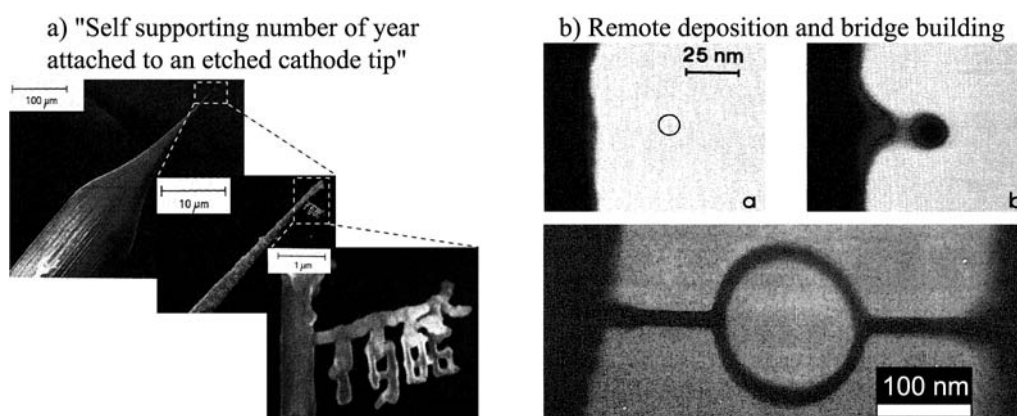 a) "Self supporting number of year
attached to an etched cathode tip"
100 µm
10 µm
1 µm
b) Remote deposition and bridge building
25 nm
a
b
100 nm